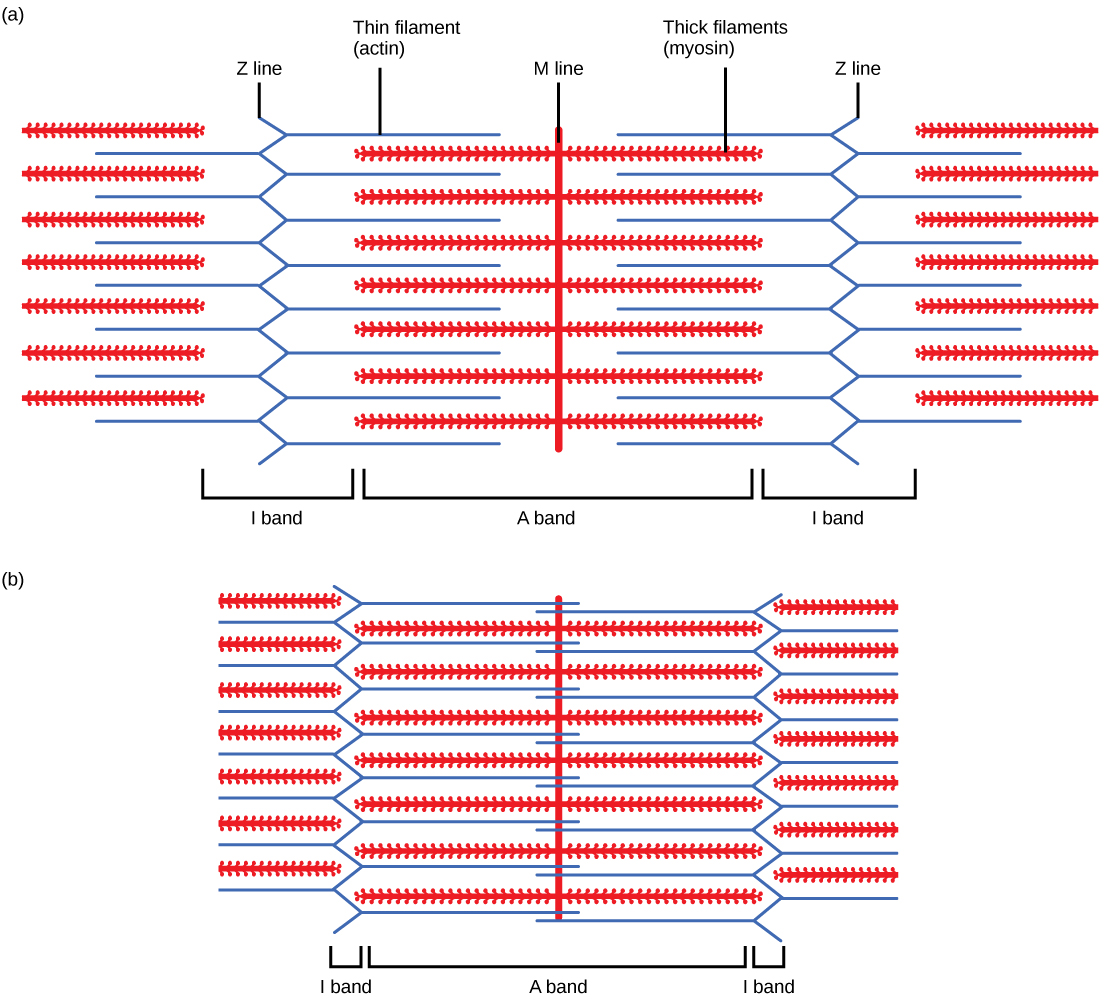 (a)
Thin filament
(actin)
Thick filaments
(myosin)
Z line
M line
Z line
I band
A band
I band
(b)
I band
A band
I band